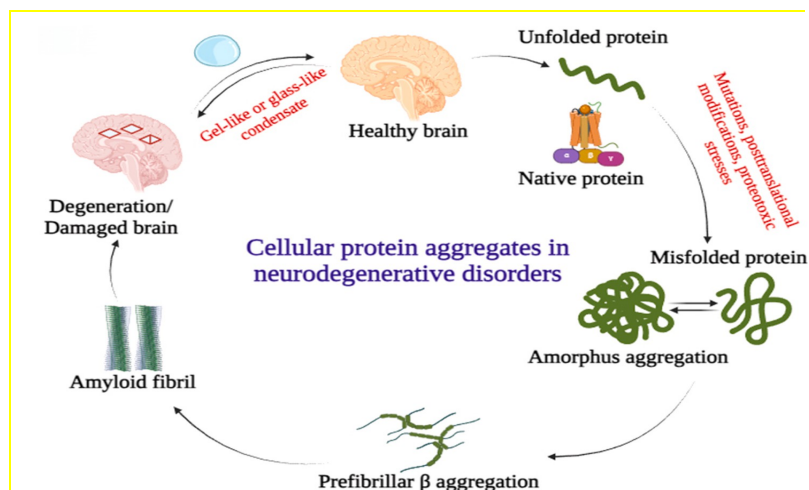 Unfolded protein
Gel-like or glass-like
condensate
Healthy brain
α β γ
Native protein
Mutations, posttranslational
modifications, proteotoxic
stresses
Degeneration/
Damaged brain
Cellular protein aggregates in
neurodegenerative disorders
Misfolded protein
Amorphus aggregation
Amyloid fibril
Prefibrillar β aggregation